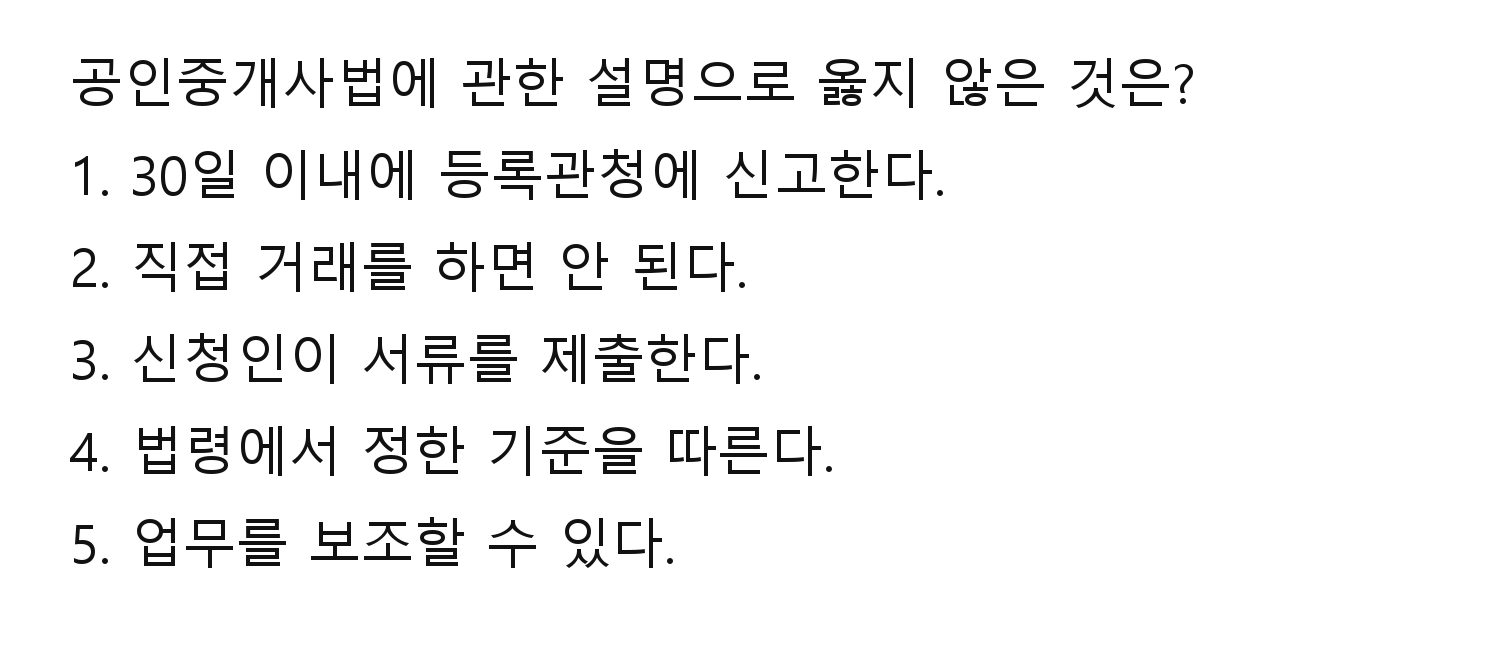 공인중개사법에 관한 설명으로 옳지 않은 것은?
1. 30일 이내에 등록관청에 신고한다.
2. 직접 거래를 하면 안 된다.
3. 신청인이 서류를 제출한다.
4. 법령에서 정한 기준을 따른다.
5. 업무를 보조할 수 있다.